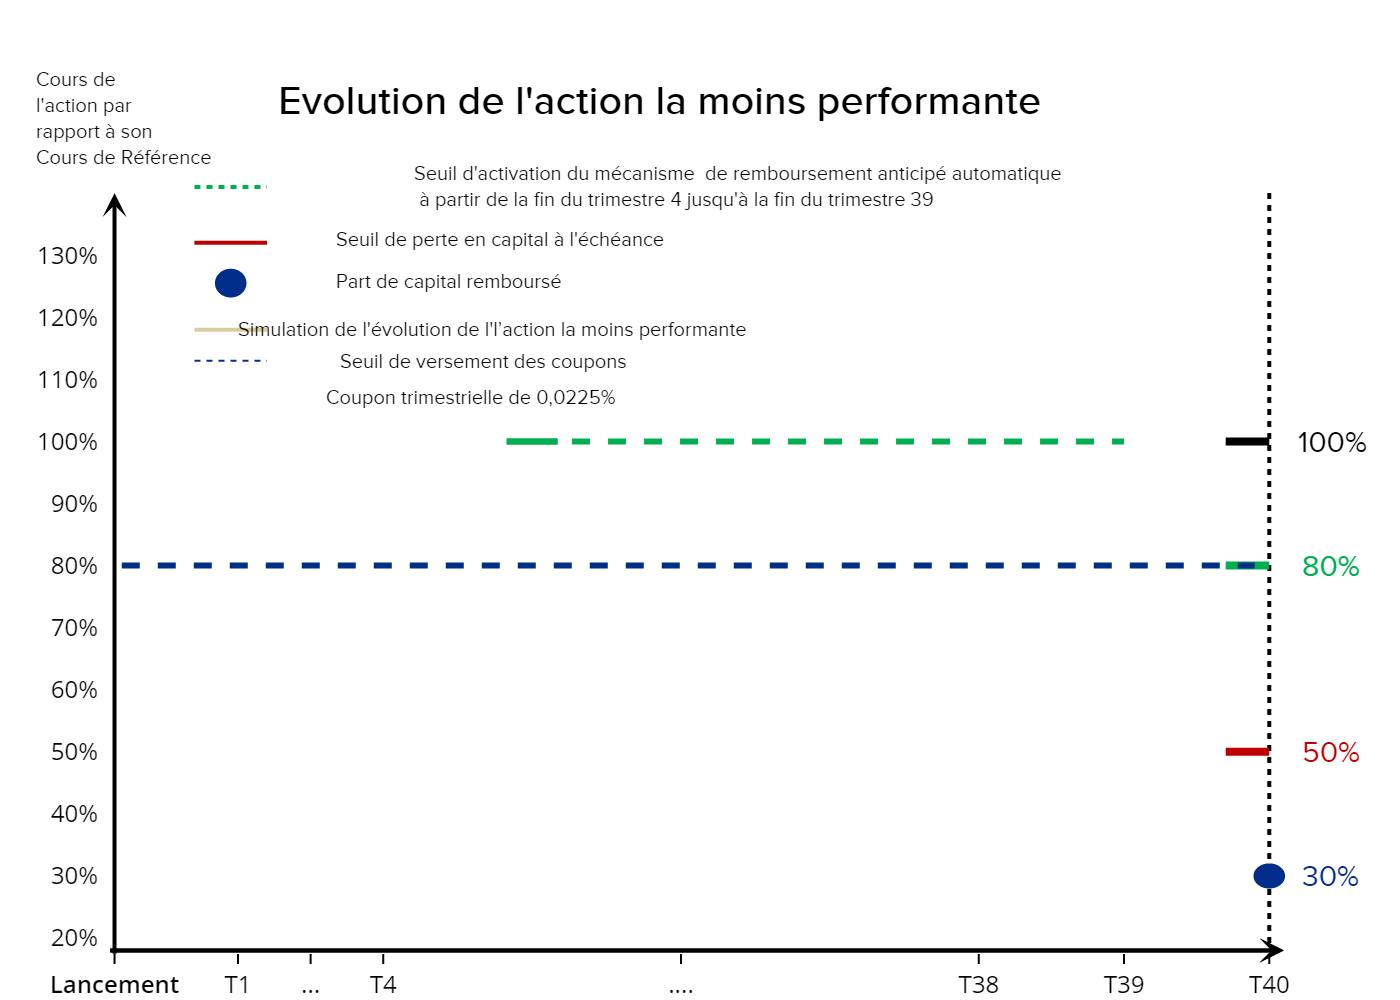 Cours de
l'action par
rapport à son
Cours de Référence
Evolution de l'action la moins performante
Seuil d'activation du mécanisme  de remboursement anticipé automatique
à partir de la fin du trimestre 4 jusqu'à la fin du trimestre 39
Seuil de perte en capital à l'échéance
Part de capital remboursé
Simulation de l'évolution de l'l’action la moins performante
Seuil de versement des coupons
Coupon trimestrielle de 0,0225%
130%
120%
110%
100%
90%
80%
70%
60%
50%
40%
30%
20%
100%
80%
50%
30%
Lancement T1 ... T4 .... T38 T39 T40